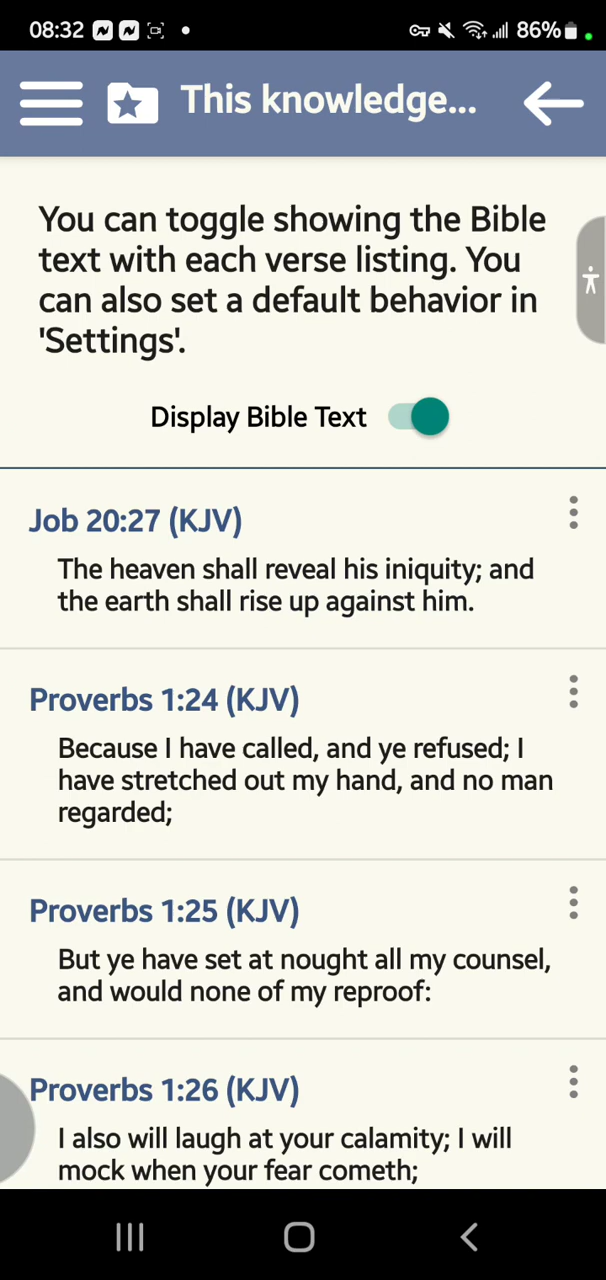 08:32
86%
This knowledge...
You can toggle showing the Bible
text with each verse listing. You
can also set a default behavior in
'Settings'.
Display Bible Text
Job 20:27 (KJV)
The heaven shall reveal his iniquity; and
the earth shall rise up against him.
Proverbs 1:24 (KJV)
Because I have called, and ye refused; I
have stretched out my hand, and no man
regarded;
Proverbs 1:25 (KJV)
But ye have set at nought all my counsel,
and would none of my reproof:
Proverbs 1:26 (KJV)
I also will laugh at your calamity; I will
mock when your fear cometh;